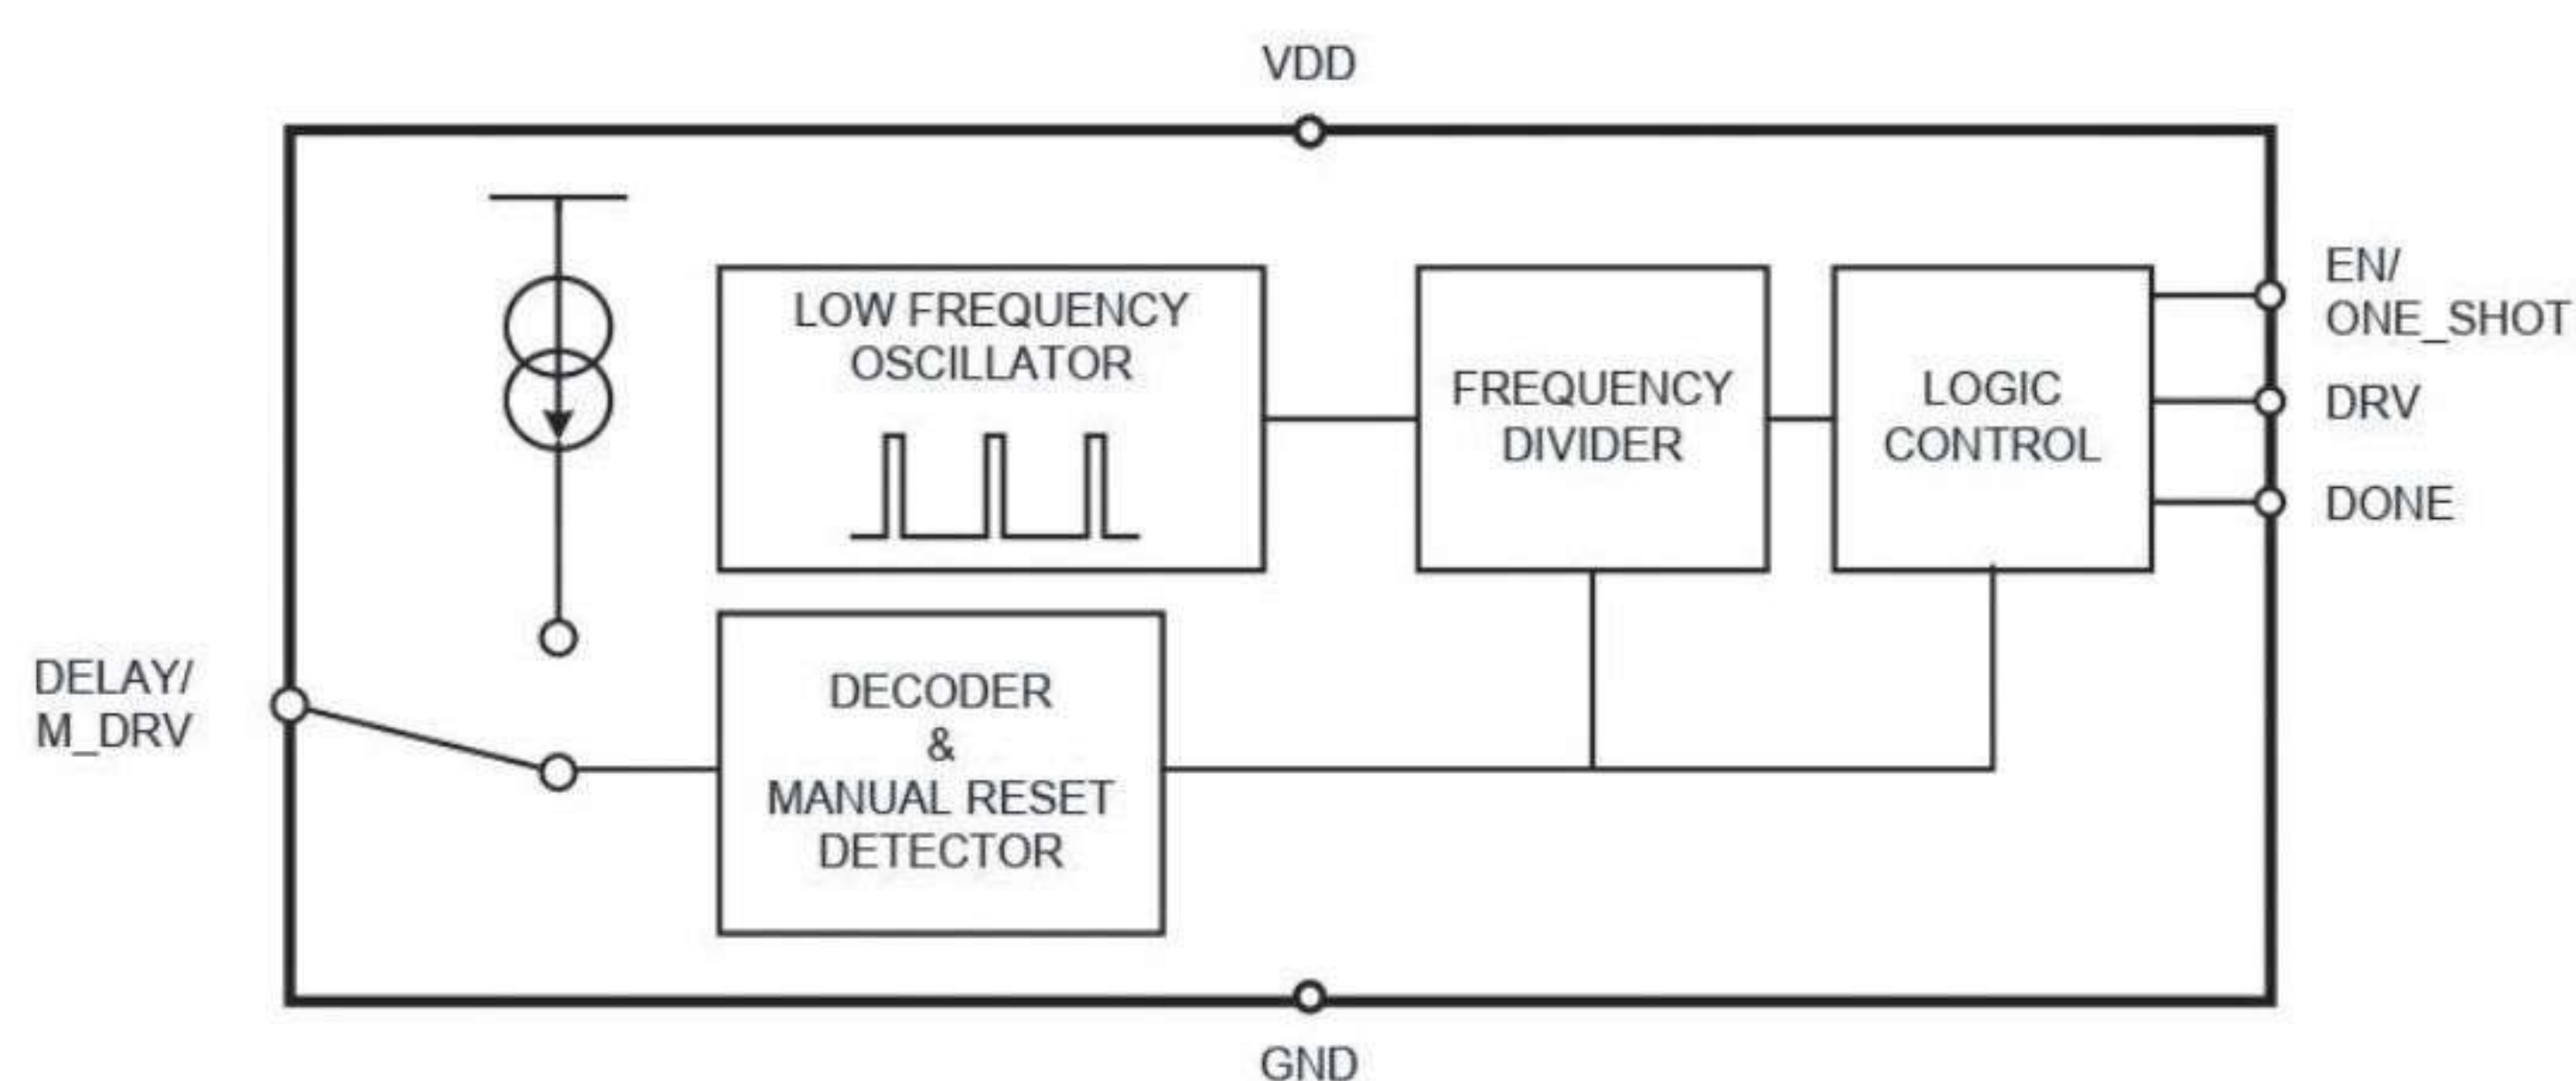 VDD
EN/
ONE_SHOT
DRV
DONE
LOW FREQUENCY
OSCILLATOR
FREQUENCY
DIVIDER
LOGIC
CONTROL
DELAY/
M_DRV
DECODER
&
MANUAL RESET
DETECTOR
GND